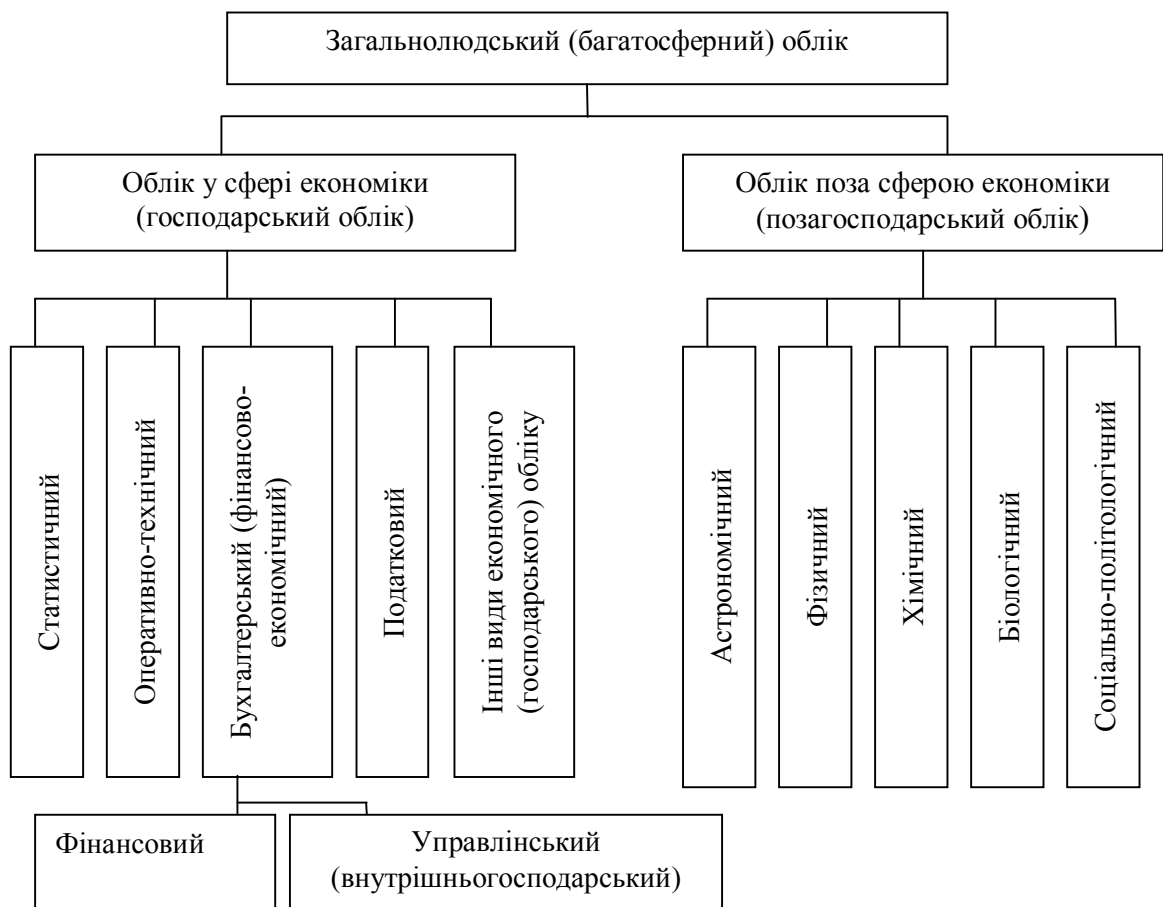 Загальнолюдський (багатосферний) облік
Облік у сфері економіки
(господарський облік)
Облік поза сферою економіки
(позагосподарський облік)
Статистичний
Оперативно-технічний
Бухгалтерський (фінансово-
економічний)
Податковий
Інші види економічного
(господарського) обліку
Астрономічний
Фізичний
Хімічний
Біологічний
Соціально-політологічний
Фінансовий
Управлінський
(внутрішньогосподарський)